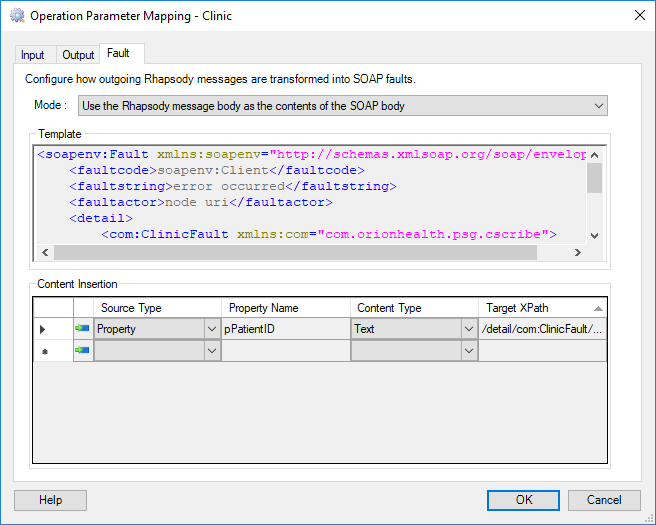 Operation Parameter Mapping - Clinic
Input Output Fault
Configure how outgoing Rhapsody messages are transformed into SOAP faults.
Mode : Use the Rhapsody message body as the contents of the SOAP body
Template
<soapenv:Fault xmlns:soapenv="http://schemas.xmlsoap.org/soap/envelop
<faultcode>soapenv:Client</faultcode>
<faultstring>error occurred</faultstring>
<faultactor>node uri</faultactor>
<detail>
<com:ClinicFault xmlns:com="com.orionhealth.psg.cscribe">
Content Insertion
Source Type Property Name Content Type Target XPath
Property pPatientID Text /detail/com:ClinicFault/...
Help OK Cancel